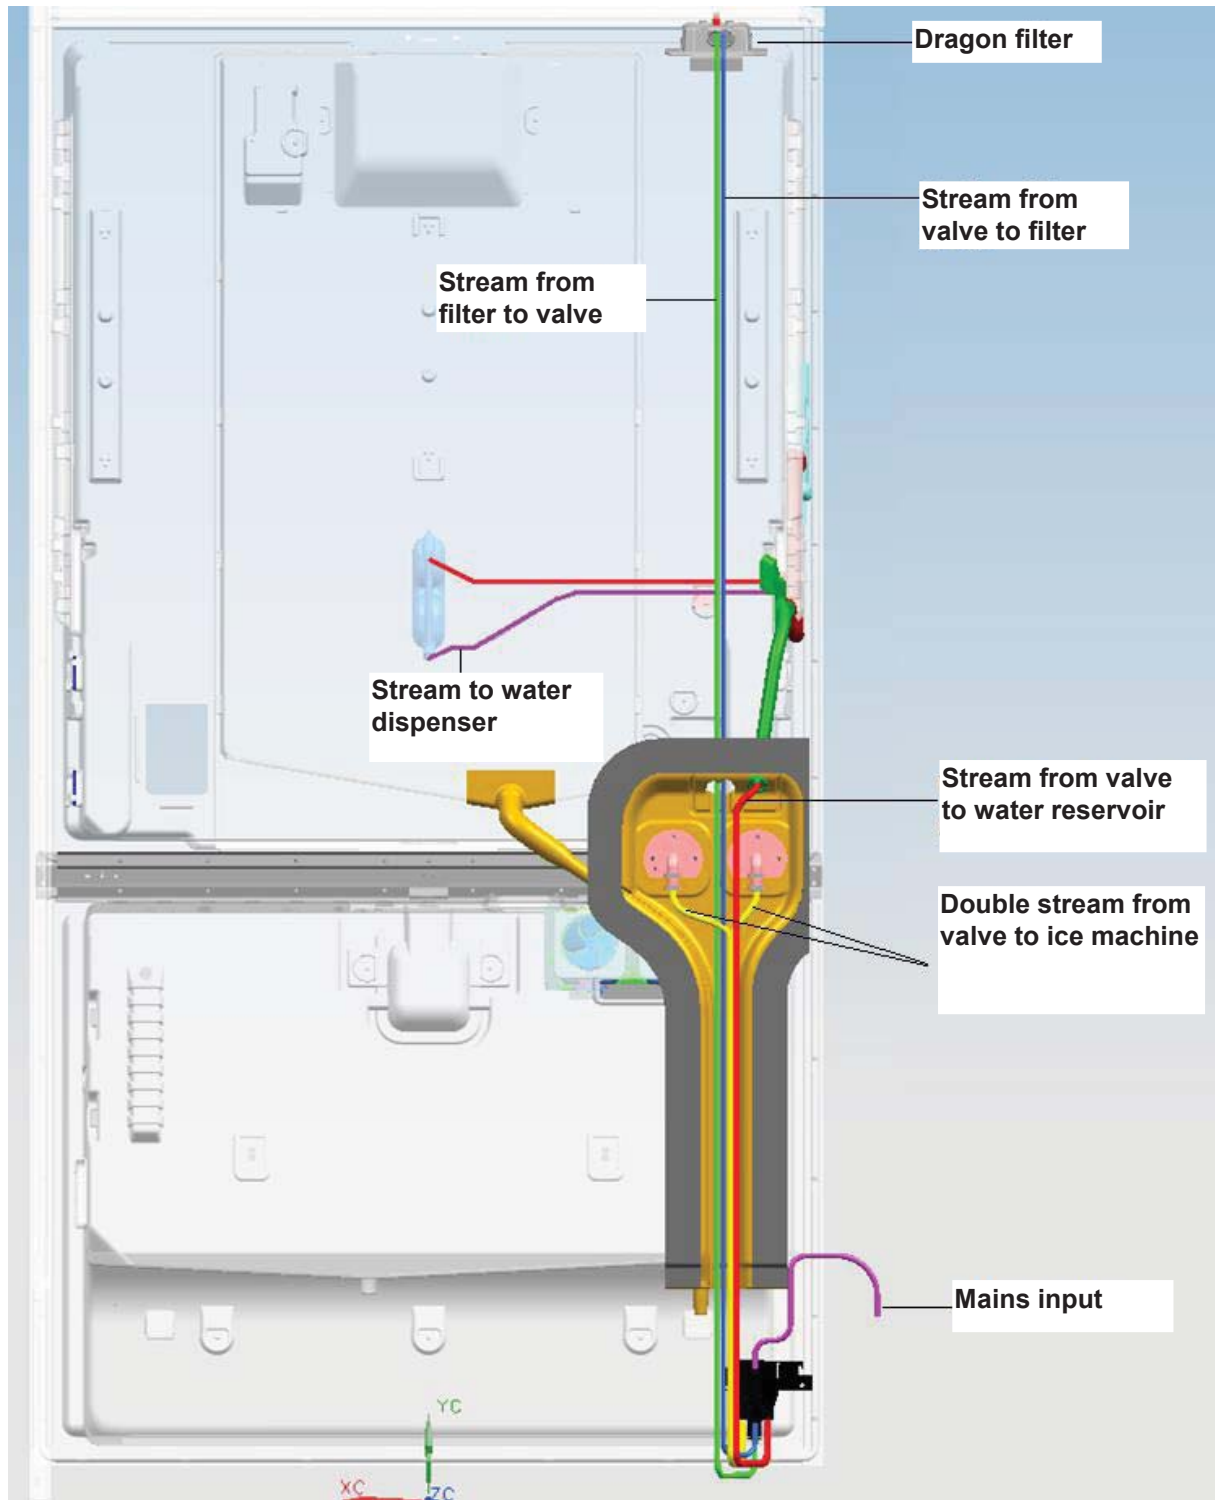 Dragon filter
Stream from
valve to filter
Stream from
filter to valve
Stream to water
dispenser
Stream from valve
to water reservoir
Double stream from
valve to ice machine
Mains input
YC
XC
ZC